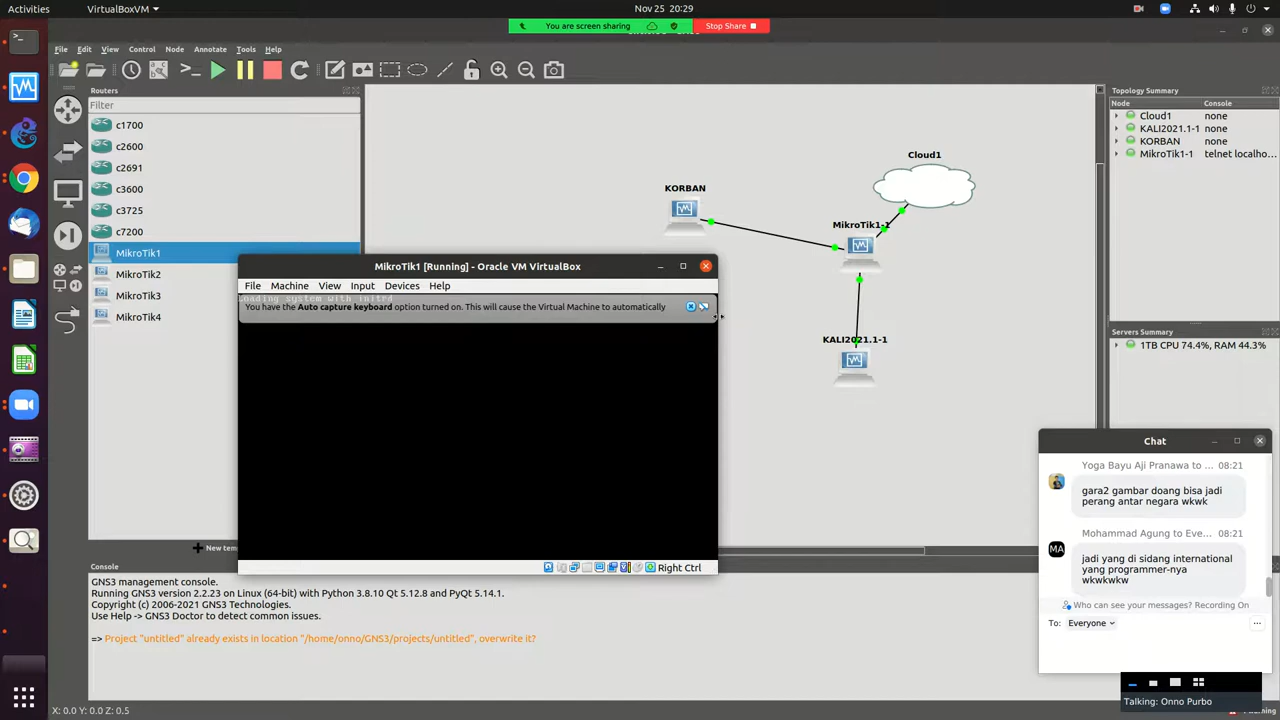 Activities
VirtualBoxVM
Nov 25 20:29
You are screen sharing
Stop Share
File Edit View Control Node Annotate Tools Help
Routers
Filter
c1700
c2600
c2691
c3600
c3725
c7200
MikroTik1
MikroTik2
MikroTik3
MikroTik4
New tem
Cloud1
KORBAN
MikroTik1-1
KALI2021.1-1
MikroTik1 [Running] - Oracle VM VirtualBox
File Machine View Input Devices Help
Loading system with initrd
You have the Auto capture keyboard option turned on. This will cause the Virtual Machine to automatically
Right Ctrl
Topology Summary
Node Console
Cloud1 none
KALI2021.1-1 none
KORBAN none
MikroTik1-1 telnet localho...
Servers Summary
1TB CPU 74.4%, RAM 44.3%
Console
GNS3 management console.
Running GNS3 version 2.2.23 on Linux (64-bit) with Python 3.8.10 Qt 5.12.8 and PyQt 5.14.1.
Copyright (c) 2006-2021 GNS3 Technologies.
Use Help -> GNS3 Doctor to detect common issues.
=> Project "untitled" already exists in location "/home/onno/GNS3/projects/untitled", overwrite it?
X: 0.0 Y: 0.0 Z: 0.5
Chat
Yoga Bayu Aji Pranawa to ... 08:21
gara2 gambar doang bisa jadi
perang antar negara wkwk
Mohammad Agung to Eve... 08:21
MA
jadi yang di sidang international
yang programmer-nya
wkwkwkw
Who can see your messages? Recording On
To: Everyone
Talking: Onno Purbo